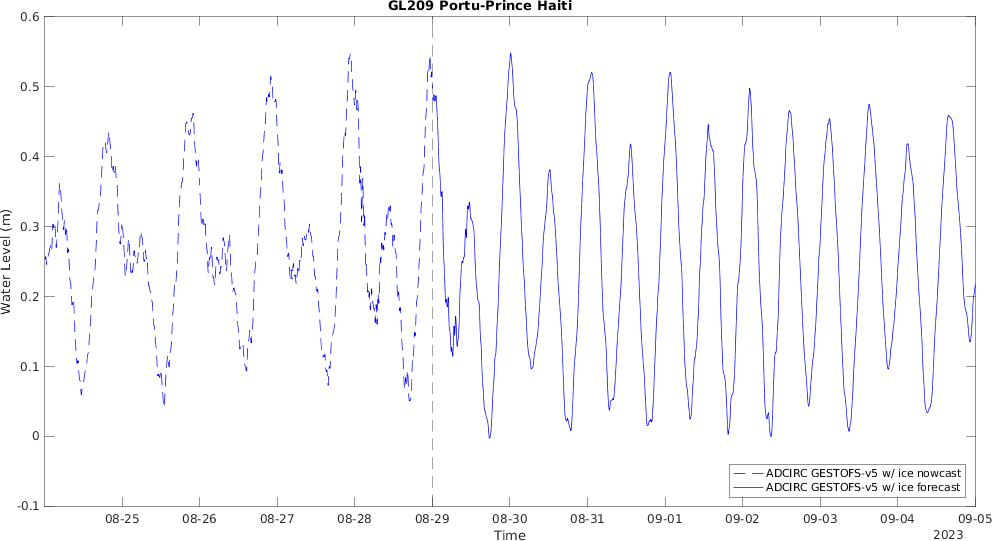 GL209 Portu-Prince Haiti
0.6
0.5
0.4
0.3
0.2
0.1
0
-0.1
Water Level (m)
ADCIRC GESTOFS-v5 w/ ice nowcast
ADCIRC GESTOFS-v5 w/ ice forecast
08-25 08-26 08-27 08-28 08-29 08-30 08-31 09-01 09-02 09-03 09-04 09-05
Time
2023